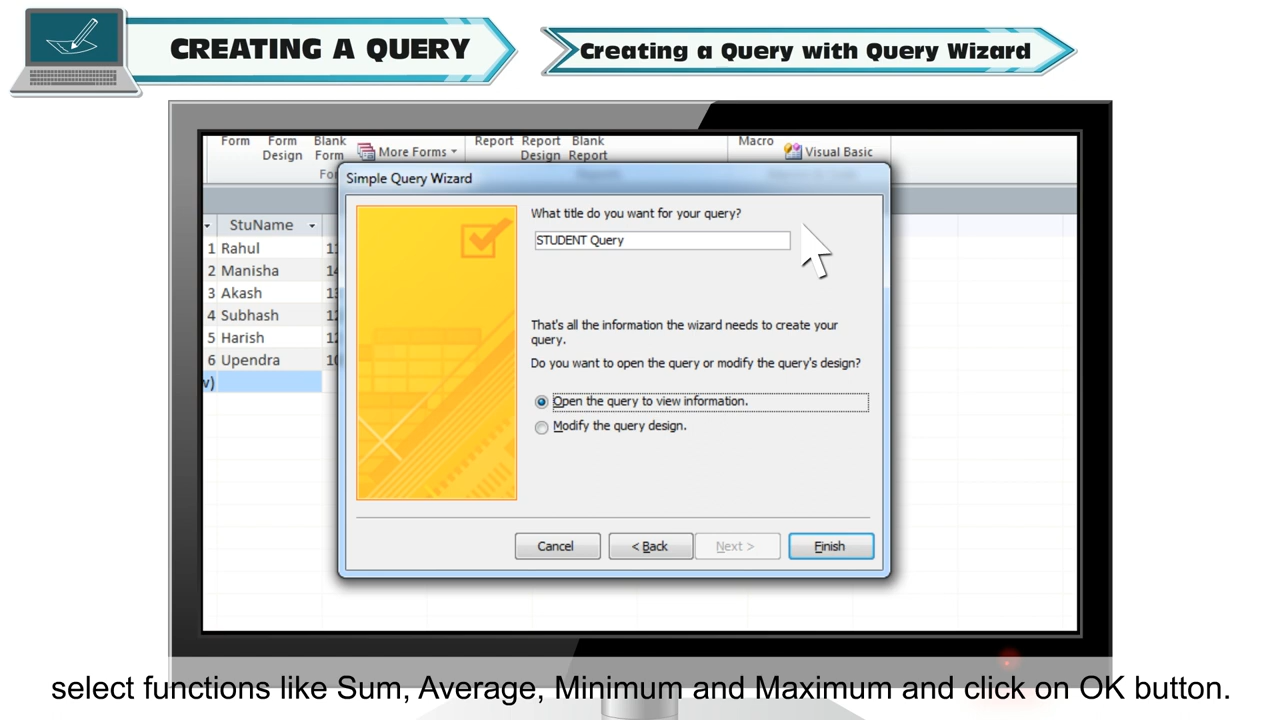 CREATING A QUERY
Creating a Query with Query Wizard
Form Form Blank Report Report Blank Macro
Design Form More Forms Design Report Visual Basic
Simple Query Wizard
What title do you want for your query?
STUDENT Query
StuName
1 Rahul
2 Manisha
3 Akash
4 Subhash
5 Harish
6 Upendra
v)
That's all the information the wizard needs to create your
query.
Do you want to open the query or modify the query's design?
Open the query to view information.
Modify the query design.
Cancel < Back Next > Finish
select functions like Sum, Average, Minimum and Maximum and click on OK button.